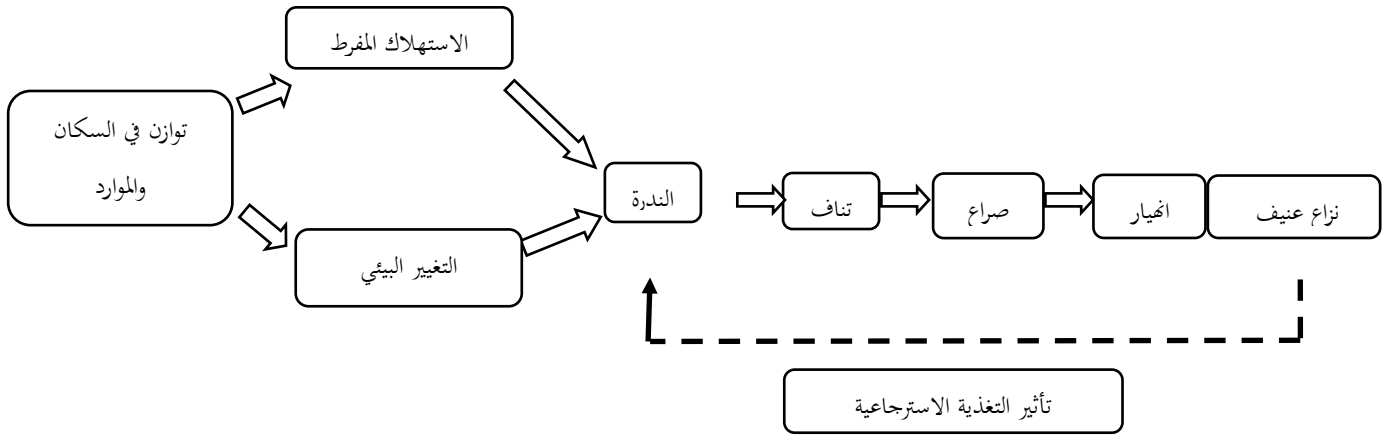 الاستهلاك المفرط
توازن في السكان
والموارد
الندرة
تناف
صراع
انهيار
نزاع عنيف
التغيير البيئي
تأثير التغذية الاسترجاعية